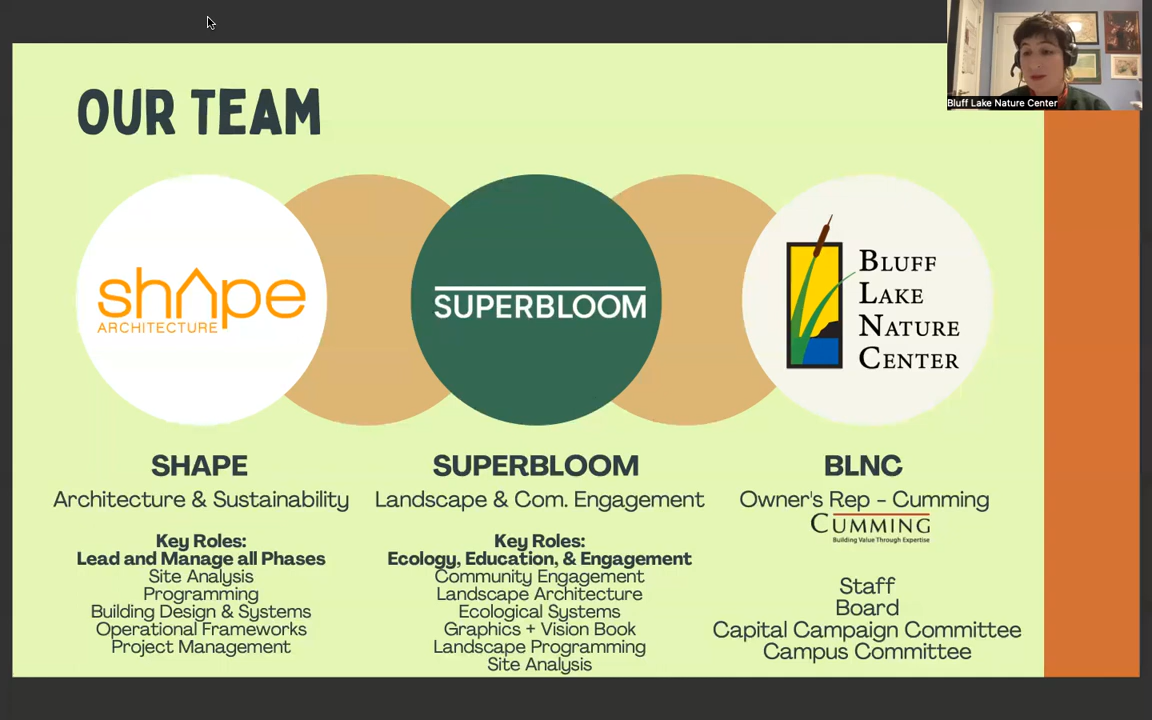 Bluff Lake Nature Center
OUR TEAM
shape
ARCHITECTURE
SUPERBLOOM
BLUFF
LAKE
NATURE
CENTER
SHAPE
Architecture & Sustainability
Key Roles:
Lead and Manage all Phases
Site Analysis
Programming
Building Design & Systems
Operational Frameworks
Project Management
SUPERBLOOM
Landscape & Com. Engagement
Key Roles:
Ecology, Education, & Engagement
Community Engagement
Landscape Architecture
Ecological Systems
Graphics + Vision Book
Landscape Programming
Site Analysis
BLNC
Owner's Rep - Cumming
CUMMING
Building Value Through Expertise
Staff
Board
Capital Campaign Committee
Campus Committee